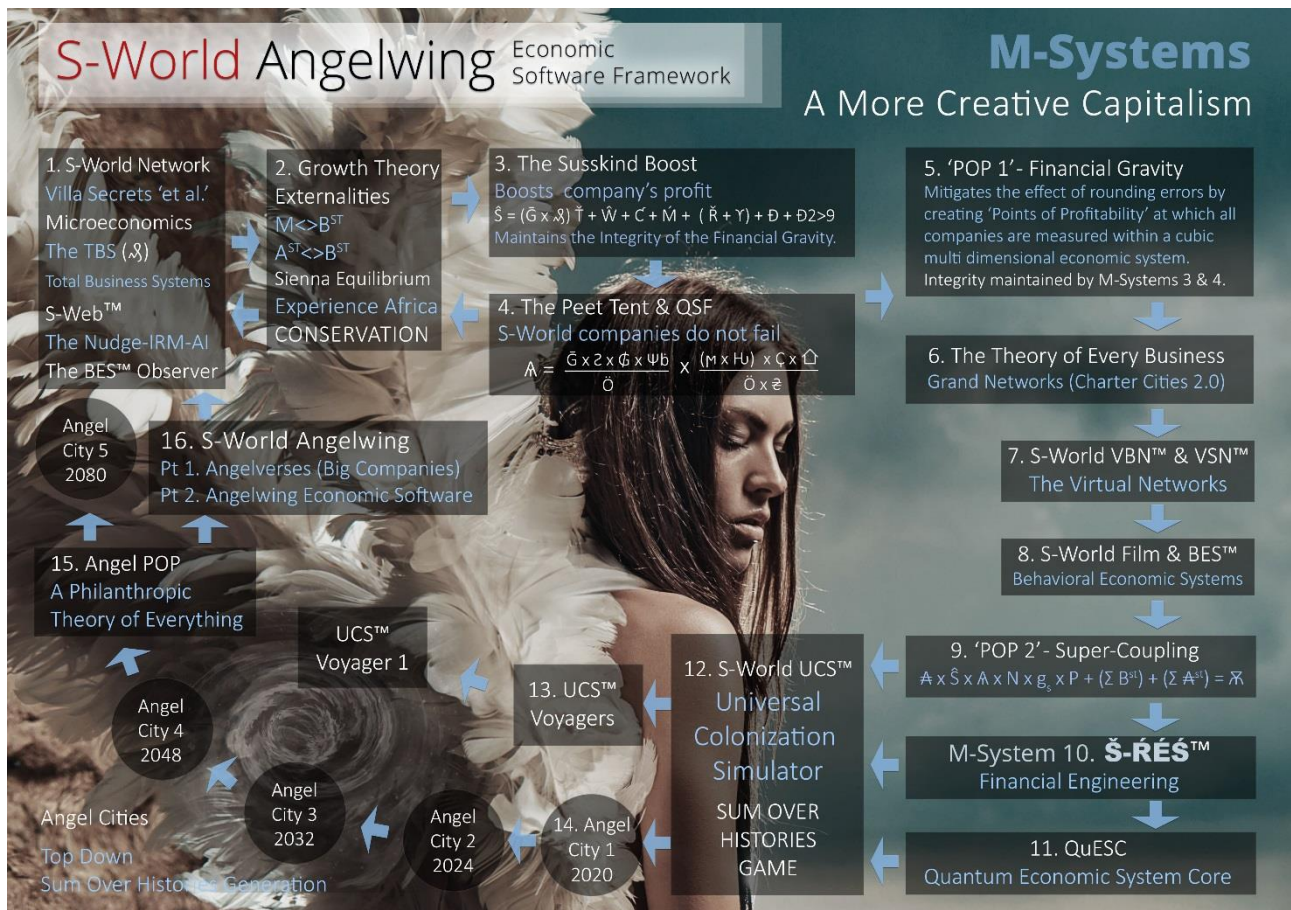 S-World Angelwing Economic
Software Framework
M-Systems
A More Creative Capitalism
1. S-World Network
Villa Secrets 'et al.'
Microeconomics
The TBS (
Total Business Systems
S-Web™
The Nudge-IRM-AI
The BES™ Observer
2. Growth Theory
Externalities
M<>B^ST
A^ST<>B^ST
Sienna Equilibrium
Experience Africa
CONSERVATION
3. The Susskind Boost
Boosts company's profit
Maintains the Integrity of the Financial Gravity.
4. The Peet Tent & QSF
S-World companies do not fail
5. 'POP 1'- Financial Gravity
Mitigates the effect of rounding errors by
creating 'Points of Profitability' at which all
companies are measured within a cubic
multi dimensional economic system.
Integrity maintained by M-Systems 3 & 4.
6. The Theory of Every Business
Grand Networks (Charter Cities 2.0)
7. S-World VBN™ & VSN™
The Virtual Networks
8. S-World Film & BES™
Behavioral Economic Systems
9. 'POP 2'- Super-Coupling
M-System 10. Š-ŔÉŚ™
Financial Engineering
11. QuESC
Quantum Economic System Core
12. S-World UCS™
Universal
Colonization
Simulator
SUM OVER
HISTORIES
GAME
13. UCS™
Voyagers
UCS™
Voyager 1
14. Angel
City 1
2020
Angel
City 2
2024
Angel
City 3
2032
Angel
City 4
2048
Angel Cities
Top Down
Sum Over Histories Generation
15. Angel POP
A Philanthropic
Theory of Everything
Angel
City 5
2080
16. S-World Angelwing
Pt 1. Angelverses (Big Companies)
Pt 2. Angelwing Economic Software